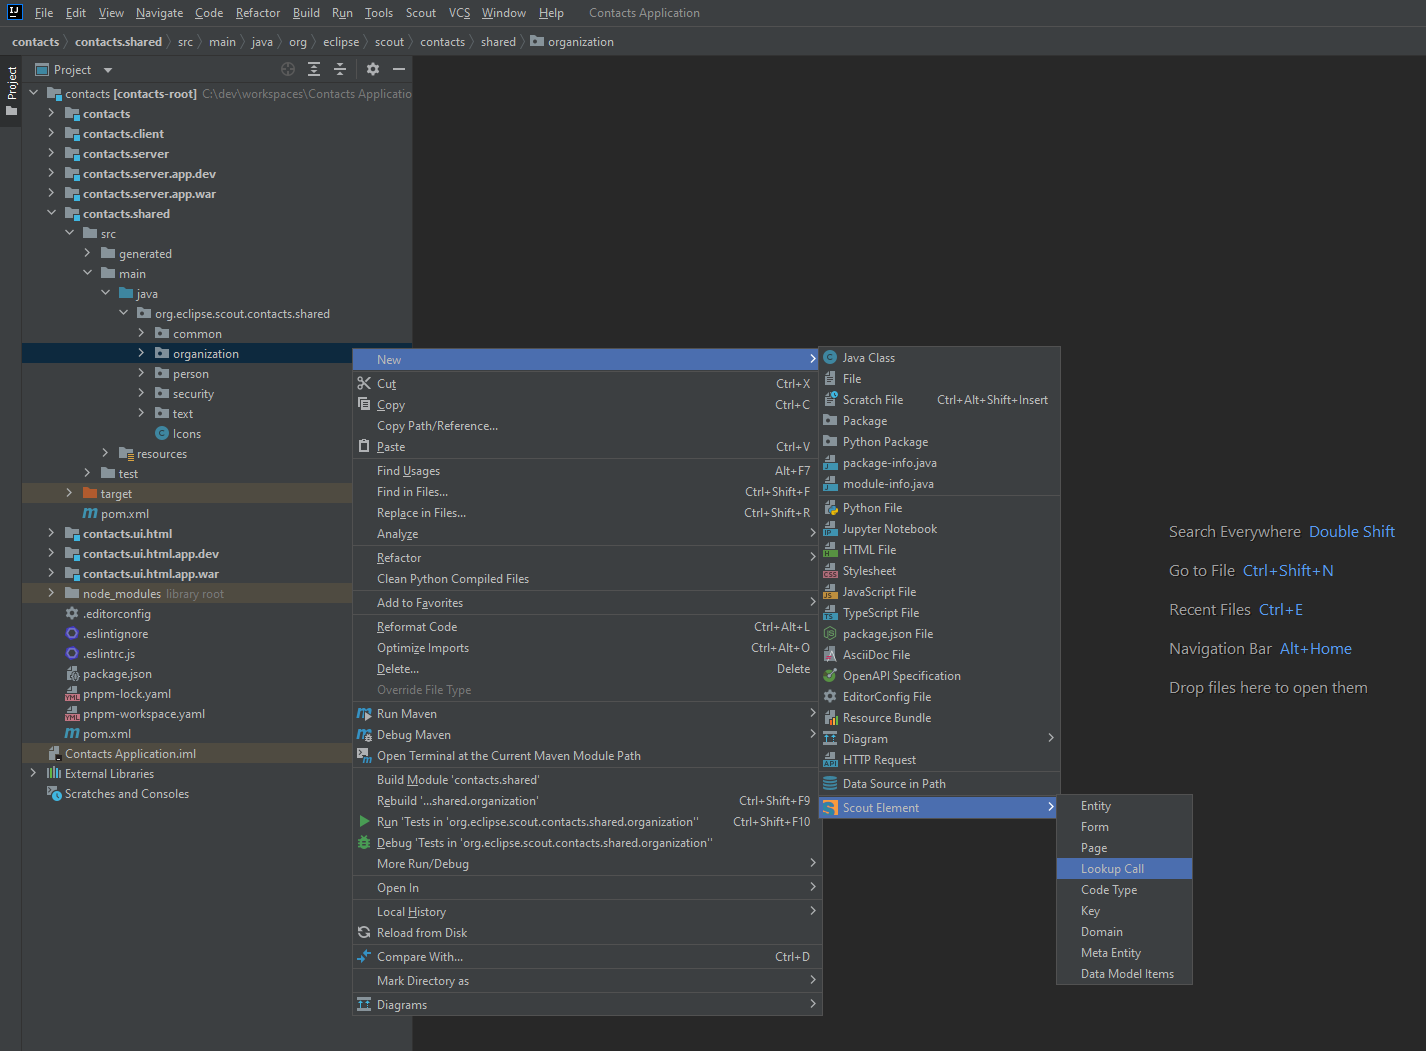 IJ File Edit View Navigate Code Refactor Build Run Tools Scout VCS Window Help Contacts Application
contacts contacts.shared src main java org eclipse scout contacts shared organization
Project
Project
contacts [contacts-root] C:\dev\workspaces\Contacts Applicatio
contacts
contacts.client
contacts.server
contacts.server.app.dev
contacts.server.app.war
contacts.shared
src
generated
main
java
org.eclipse.scout.contacts.shared
common
organization
person
security
text
Icons
resources
test
target
pom.xml
contacts.ui.html
contacts.ui.html.app.dev
contacts.ui.html.app.war
node_modules library root
.editorconfig
.eslintignore
.eslintrc.js
package.json
pnpm-lock.yaml
pnpm-workspace.yaml
pom.xml
Contacts Application.iml
External Libraries
Scratches and Consoles
New
Cut Ctrl+X
Copy Ctrl+C
Copy Path/Reference...
Paste Ctrl+V
Find Usages Alt+F7
Find in Files... Ctrl+Shift+F
Replace in Files... Ctrl+Shift+R
Analyze
Refactor
Clean Python Compiled Files
Add to Favorites
Reformat Code Ctrl+Alt+L
Optimize Imports Ctrl+Alt+O
Delete... Delete
Override File Type
Run Maven
Debug Maven
Open Terminal at the Current Maven Module Path
Build Module 'contacts.shared'
Rebuild '...shared.organization' Ctrl+Shift+F9
Run 'Tests in 'org.eclipse.scout.contacts.shared.organization'' Ctrl+Shift+F10
Debug 'Tests in 'org.eclipse.scout.contacts.shared.organization''
More Run/Debug
Open In
Local History
Reload from Disk
Compare With... Ctrl+D
Mark Directory as
Diagrams
Java Class
File
Scratch File Ctrl+Alt+Shift+Insert
Package
Python Package
package-info.java
module-info.java
Python File
Jupyter Notebook
HTML File
Stylesheet
JavaScript File
TypeScript File
package.json File
AsciiDoc File
OpenAPI Specification
EditorConfig File
Resource Bundle
Diagram
HTTP Request
Data Source in Path
Scout Element
Entity
Form
Page
Lookup Call
Code Type
Key
Domain
Meta Entity
Data Model Items
Search Everywhere Double Shift
Go to File Ctrl+Shift+N
Recent Files Ctrl+E
Navigation Bar Alt+Home
Drop files here to open them